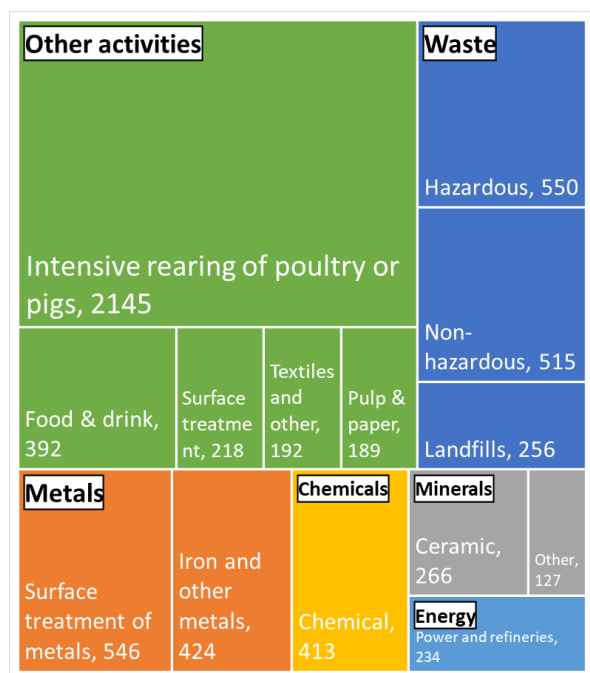 Other activities
Intensive rearing of poultry or
pigs, 2145
Food & drink,
392
Surface
treatme
nt, 218
Textiles
and
other,
192
Pulp &
paper,
189
Waste
Hazardous, 550
Non-
hazardous, 515
Landfills, 256
Metals
Surface
treatment of
metals, 546
Iron and
other
metals,
424
Chemicals
Chemical,
413
Minerals
Ceramic,
266
Other,
127
Energy
Power and refineries,
234